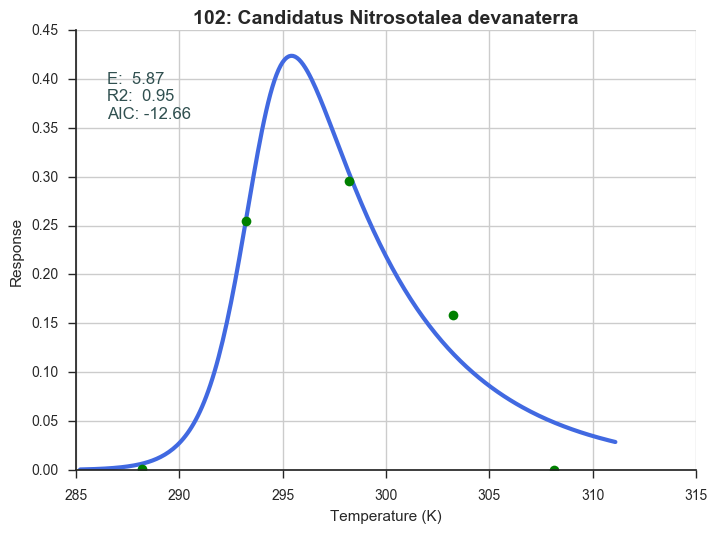 102: Candidatus Nitrosotalea devanaterra
E:  5.87
R2:  0.95
AIC: -12.66
Response
0.45
0.40
0.35
0.30
0.25
0.20
0.15
0.10
0.05
0.00
285 290 295 300 305 310 315
Temperature (K)